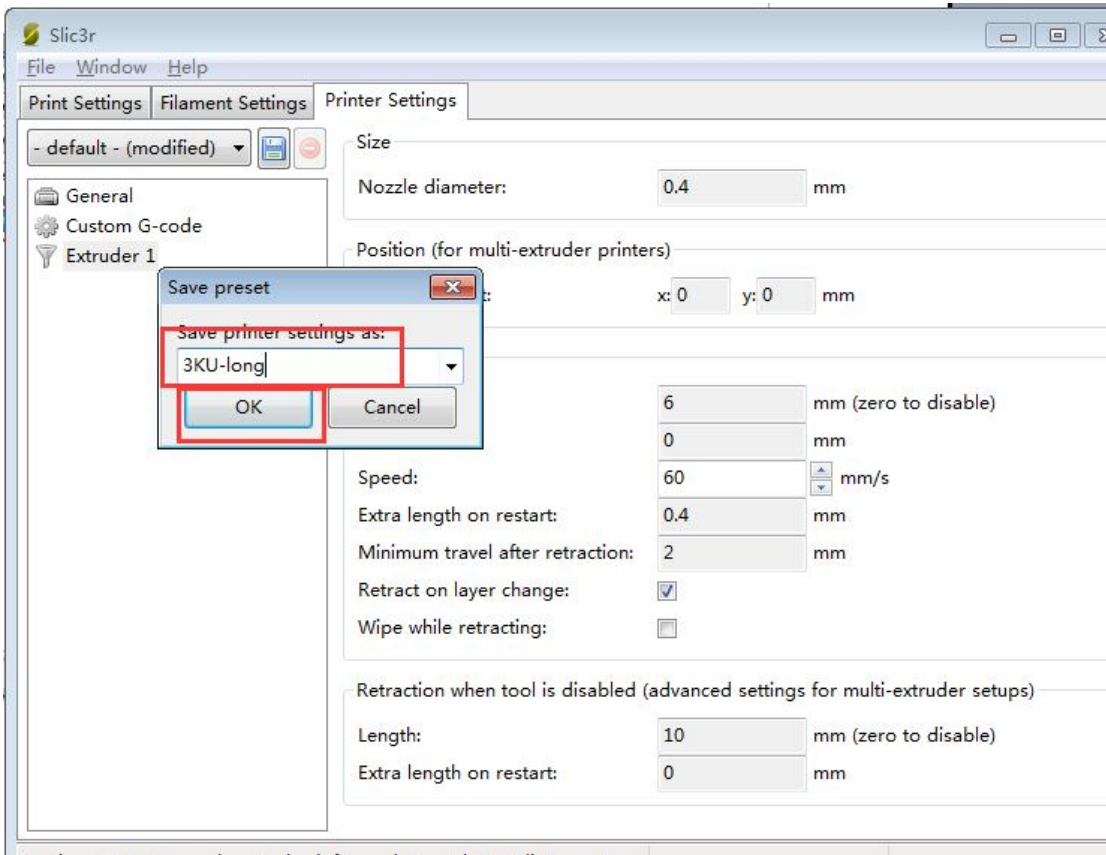 Slic3r
File Window Help
Print Settings Filament Settings Printer Settings
- default - (modified)
General
Custom G-code
Extruder 1
Size
Nozzle diameter: 0.4 mm
Position (for multi-extruder printers)
t: x: 0 y: 0 mm
Save preset
Save printer settings as:
3KU-long
OK Cancel
6 mm (zero to disable)
0 mm
Speed: 60 mm/s
Extra length on restart: 0.4 mm
Minimum travel after retraction: 2 mm
Retract on layer change:
Wipe while retracting:
Retraction when tool is disabled (advanced settings for multi-extruder setups)
Length: 10 mm (zero to disable)
Extra length on restart: 0 mm